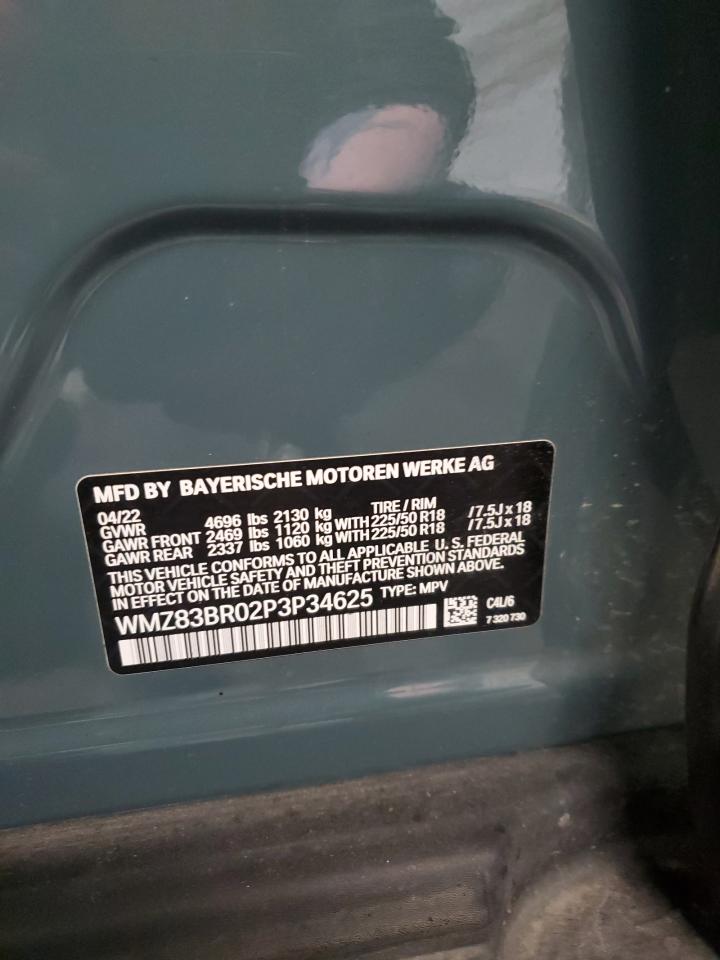 MFD BY BAYERISCHE MOTOREN WERKE AG
04/22 TIRE / RIM
GVWR 4696 lbs 2130 kg
GAWR FRONT 2469 lbs 1120 kg WITH 225/50 R18 /7.5J x 18
GAWR REAR 2337 lbs 1060 kg WITH 225/50 R18 /7.5J x 18
THIS VEHICLE CONFORMS TO ALL APPLICABLE U. S. FEDERAL
MOTOR VEHICLE SAFETY AND THEFT PREVENTION STANDARDS
IN EFFECT ON THE DATE OF MANUFACTURE SHOWN ABOVE.
WMZ83BR02P3P34625 TYPE: MPV
C4L/6
7 320 730